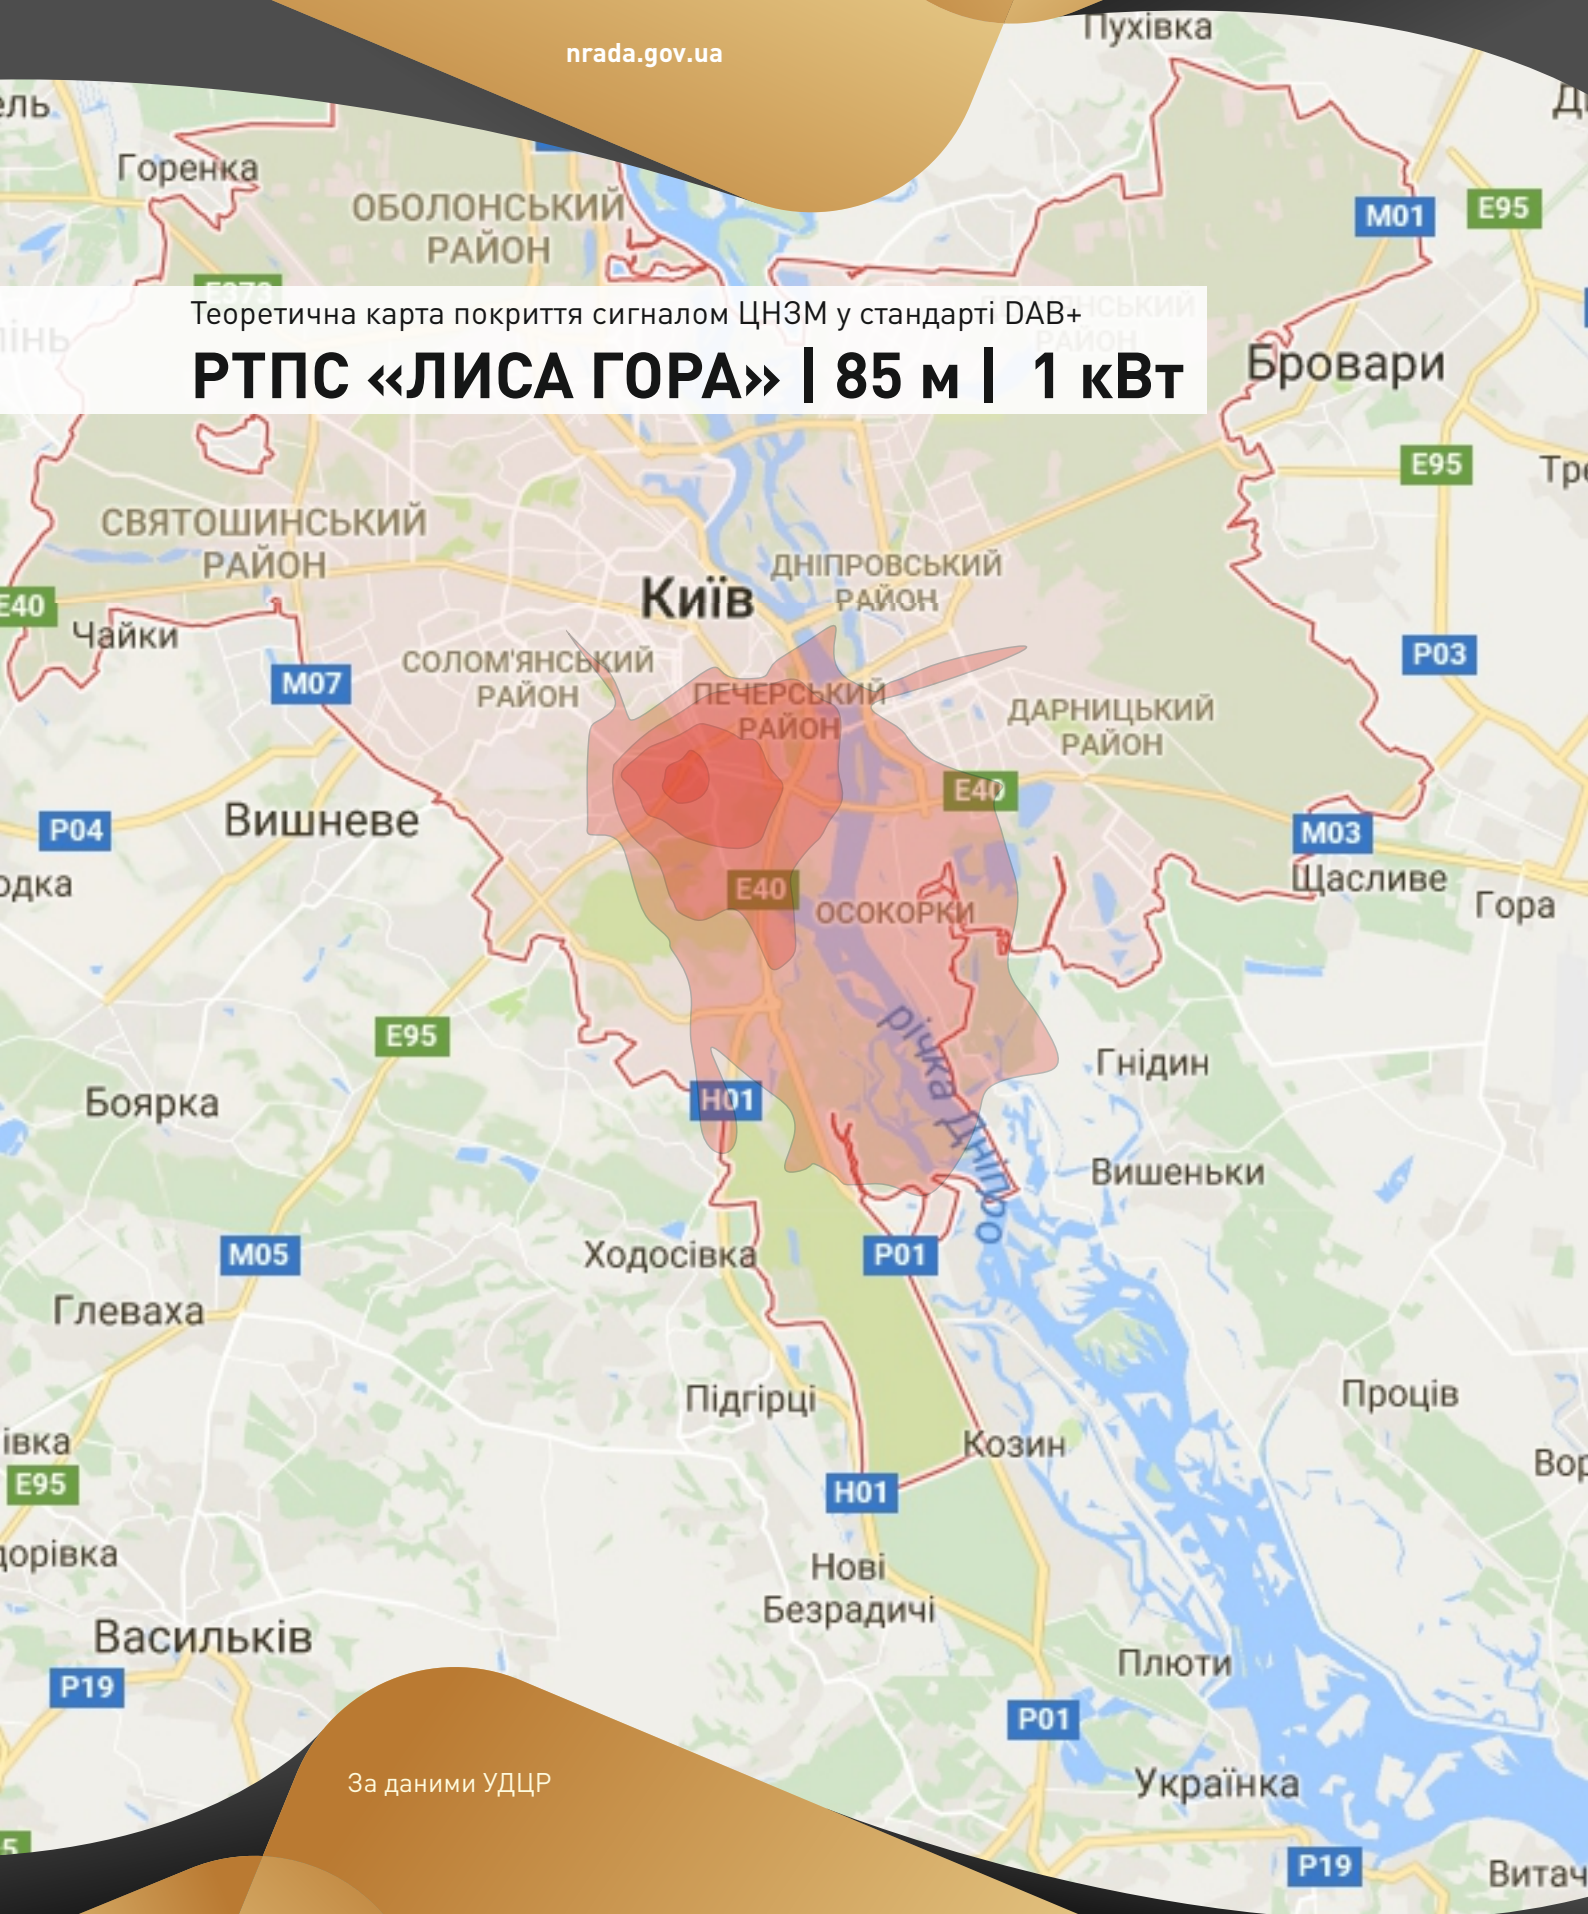 nrada.gov.ua
Пухівка
Горенка
ОБОЛОНСЬКИЙ
РАЙОН
M01
E95
E373
Теоретична карта покриття сигналом ЦНЗМ у стандарті DAB+
РАЙОН
РТПС «ЛИСА ГОРА» | 85 м | 1 кВт
Бровари
E95
СВЯТОШИНСЬКИЙ
РАЙОН
ДНІПРОВСЬКИЙ
РАЙОН
Київ
E40
Чайки
P03
M07
СОЛОМ'ЯНСЬКИЙ
РАЙОН
ПЕЧЕРСЬКИЙ
РАЙОН
ДАРНИЦЬКИЙ
РАЙОН
E40
P04
Вишневе
M03
Щасливе
Гора
E40
ОСОКОРКИ
E95
річка Дніпро
Гнідин
Боярка
H01
Вишеньки
M05
Ходосівка
P01
Глеваха
Підгірці
Проців
Козин
E95
H01
Нові
Безрадичі
Васильків
Плюти
P19
P01
За даними УДЦР
Українка
P19